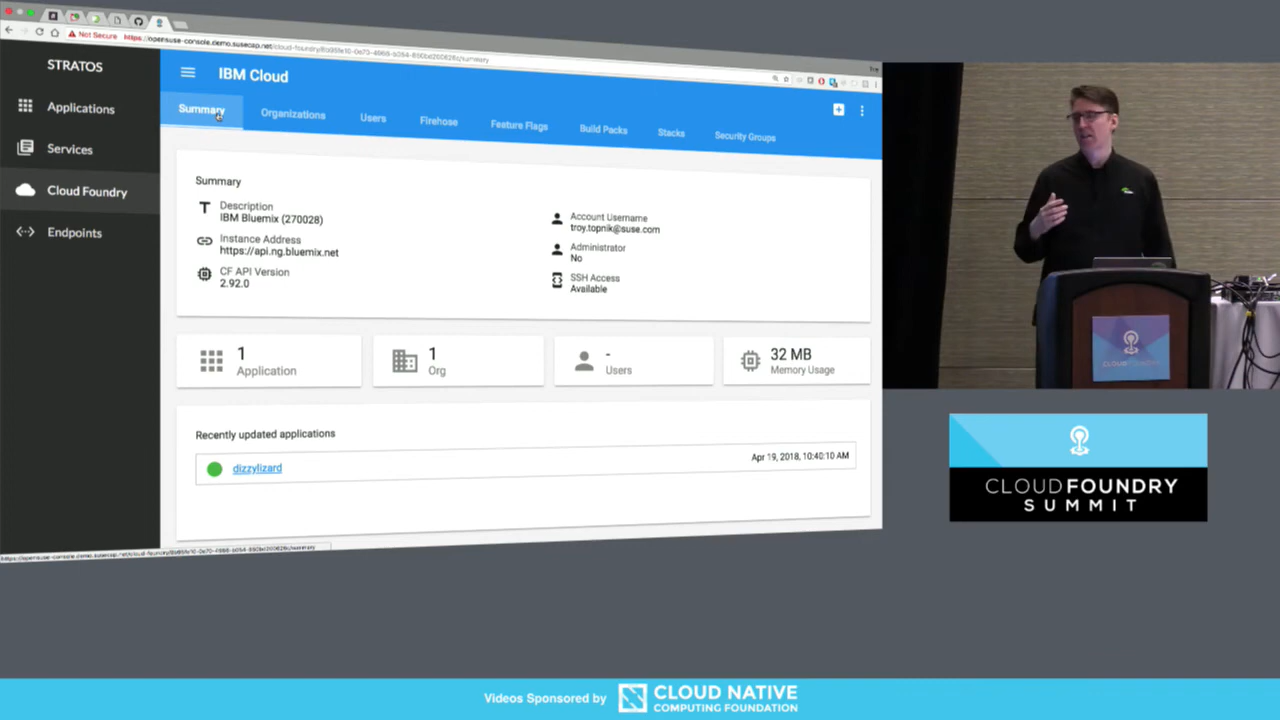 Not Secure
STRATOS
Applications
Services
Cloud Foundry
Endpoints
IBM Cloud
Summary
Organizations
Users
Firehose
Feature Flags
Build Packs
Stacks
Security Groups
Summary
Description
IBM Bluemix (270028)
Instance Address
https://api.ng.bluemix.net
CF API Version
2.92.0
Account Username
troy.topnik@suse.com
Administrator
No
SSH Access
Available
1
Application
1
Org
-
Users
32 MB
Memory Usage
Recently updated applications
dizzylizard
Apr 19, 2018, 10:40:10 AM
CLOUD FOUNDRY
CLOUDFOUNDRY
SUMMIT
Videos Sponsored by
CLOUD NATIVE
COMPUTING FOUNDATION